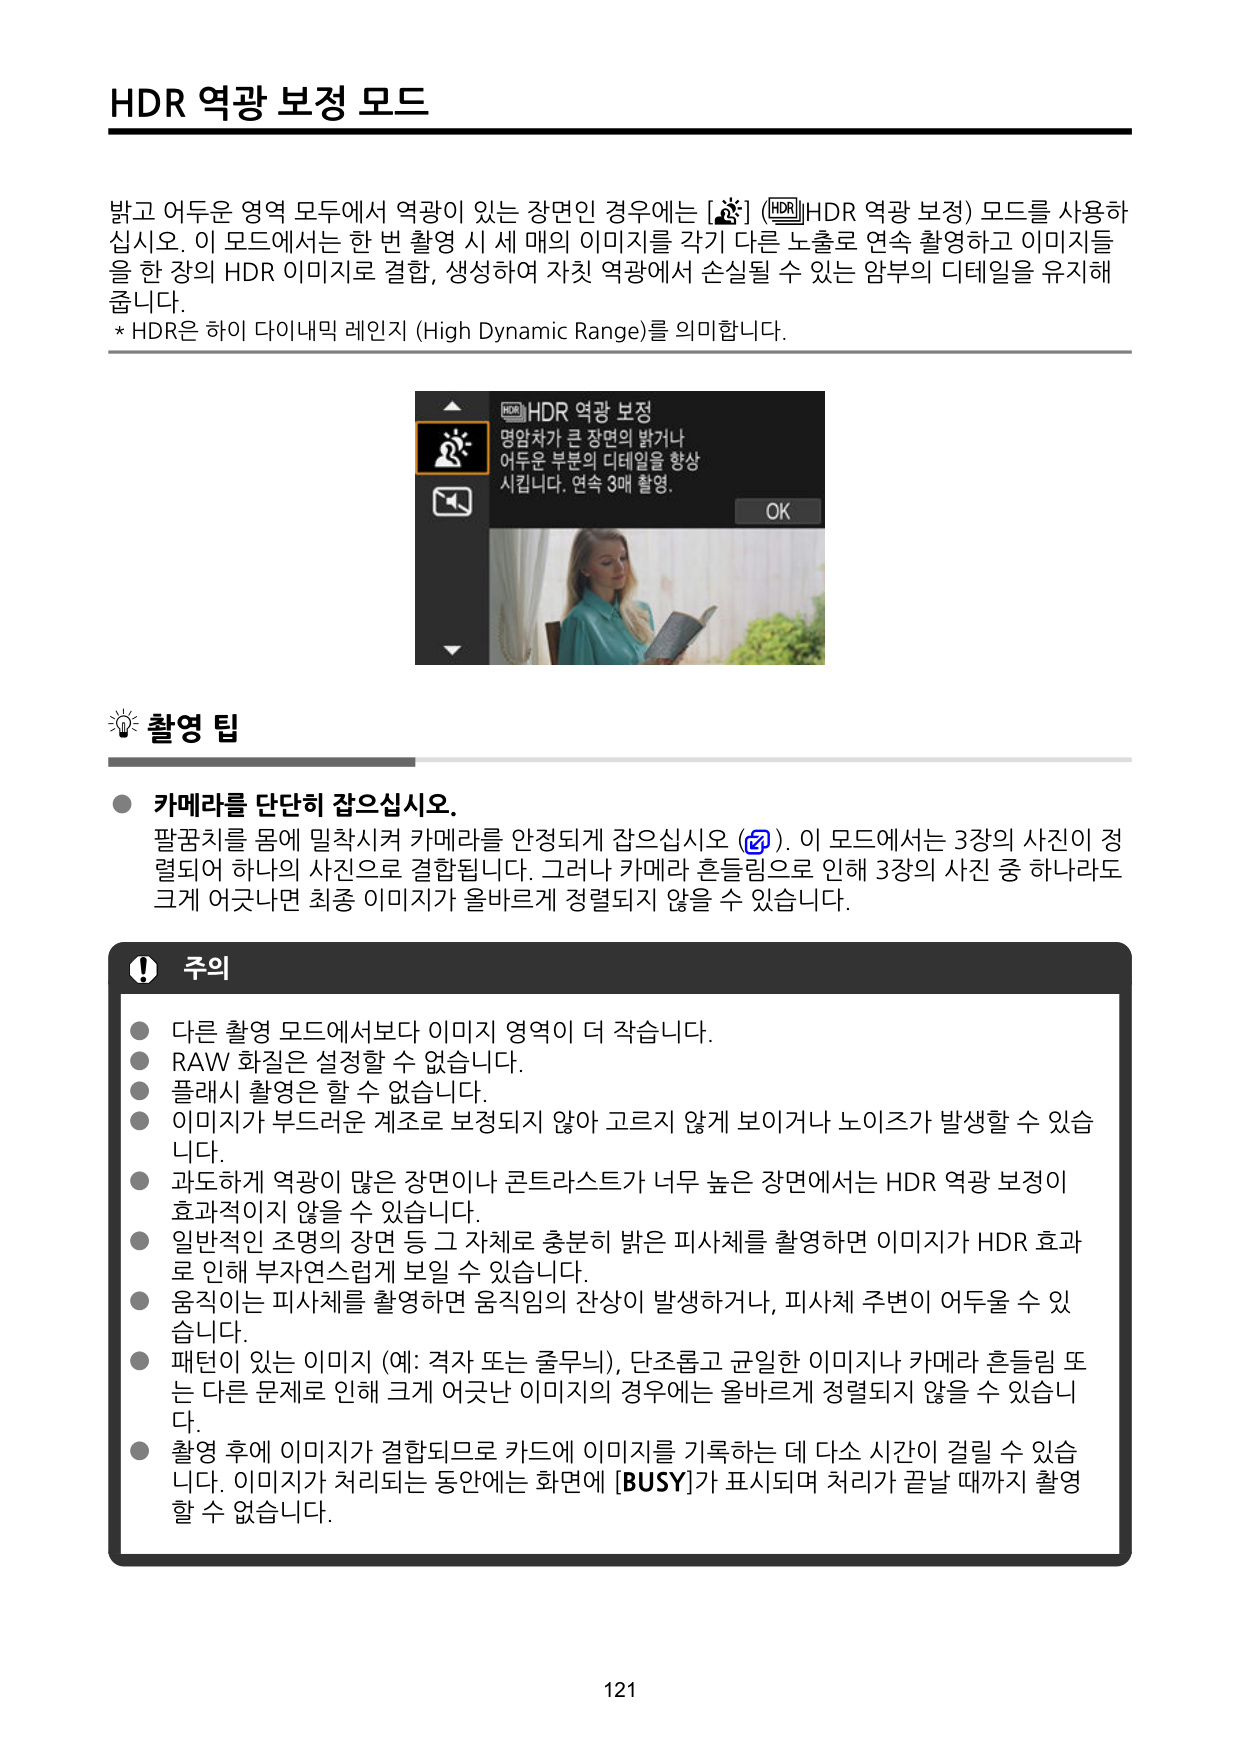 HDR 역광 보정 모드
밝고 어두운 영역 모두에서 역광이 있는 장면인 경우에는 [] (HDR HDR 역광 보정) 모드를 사용하
십시오. 이 모드에서는 한 번 촬영 시 세 매의 이미지를 각기 다른 노출로 연속 촬영하고 이미지들
을 한 장의 HDR 이미지로 결합, 생성하여 자칫 역광에서 손실될 수 있는 암부의 디테일을 유지해
줍니다.
* HDR은 하이 다이내믹 레인지 (High Dynamic Range)를 의미합니다.
HDR HDR 역광 보정
명암차가 큰 장면의 밝거나
어두운 부분의 디테일을 향상
시킵니다. 연속 3매 촬영.
OK
촬영 팁
● 카메라를 단단히 잡으십시오.
팔꿈치를 몸에 밀착시켜 카메라를 안정되게 잡으십시오 (). 이 모드에서는 3장의 사진이 정
렬되어 하나의 사진으로 결합됩니다. 그러나 카메라 흔들림으로 인해 3장의 사진 중 하나라도
크게 어긋나면 최종 이미지가 올바르게 정렬되지 않을 수 있습니다.
주의
● 다른 촬영 모드에서보다 이미지 영역이 더 작습니다.
● RAW 화질은 설정할 수 없습니다.
● 플래시 촬영은 할 수 없습니다.
● 이미지가 부드러운 계조로 보정되지 않아 고르지 않게 보이거나 노이즈가 발생할 수 있습
니다.
● 과도하게 역광이 많은 장면이나 콘트라스트가 너무 높은 장면에서는 HDR 역광 보정이
효과적이지 않을 수 있습니다.
● 일반적인 조명의 장면 등 그 자체로 충분히 밝은 피사체를 촬영하면 이미지가 HDR 효과
로 인해 부자연스럽게 보일 수 있습니다.
● 움직이는 피사체를 촬영하면 움직임의 잔상이 발생하거나, 피사체 주변이 어두울 수 있
습니다.
● 패턴이 있는 이미지 (예: 격자 또는 줄무늬), 단조롭고 균일한 이미지나 카메라 흔들림 또
는 다른 문제로 인해 크게 어긋난 이미지의 경우에는 올바르게 정렬되지 않을 수 있습니
다.
● 촬영 후에 이미지가 결합되므로 카드에 이미지를 기록하는 데 다소 시간이 걸릴 수 있습
니다. 이미지가 처리되는 동안에는 화면에 [BUSY]가 표시되며 처리가 끝날 때까지 촬영
할 수 없습니다.
121